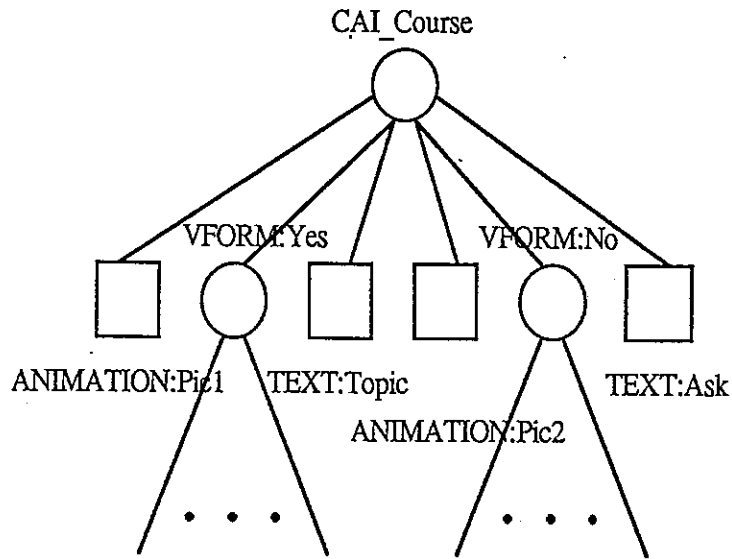 CAI_Course
VFORM:Yes
VFORM:No
ANIMATION:Pic1
TEXT:Topic
TEXT:Ask
ANIMATION:Pic2